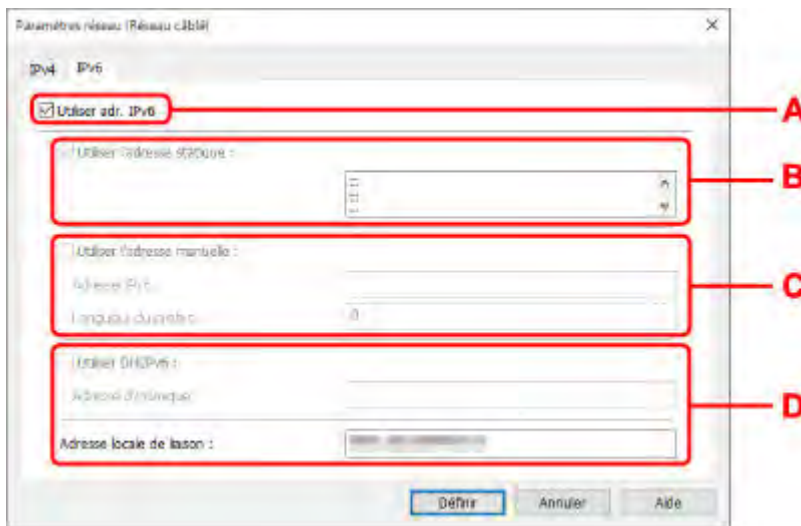 Paramètres réseau (Réseau câblé)
IPv4 IPv6
Utiliser adr. IPv6
A
Utiliser l'adresse statique :
B
Utiliser l'adresse manuelle :
Adresse IPv6 :
C
Longueur du préfixe :
0
Utiliser DHCPv6 :
Adresse dynamique
D
Adresse locale de liaison :
Définir Annuler Aide